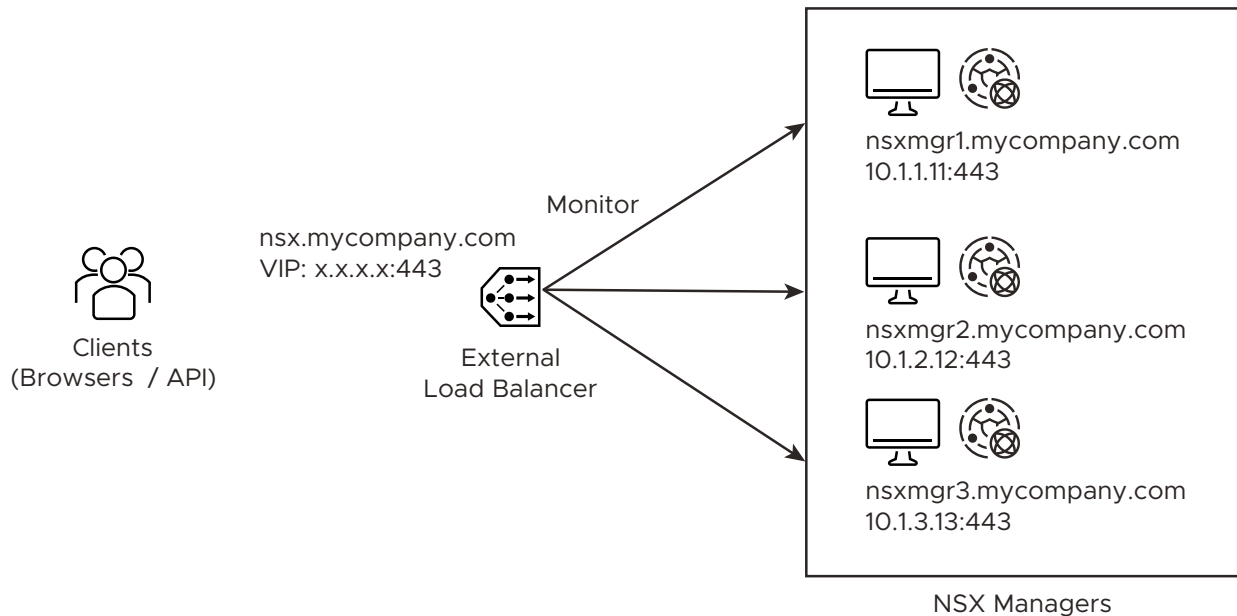 nsxmgr1.mycompany.com
10.1.1.11:443
Monitor
nsx.mycompany.com
VIP: x.x.x.x:443
nsxmgr2.mycompany.com
10.1.2.12:443
Clients
(Browsers / API)
External
Load Balancer
nsxmgr3.mycompany.com
10.1.3.13:443
NSX Managers